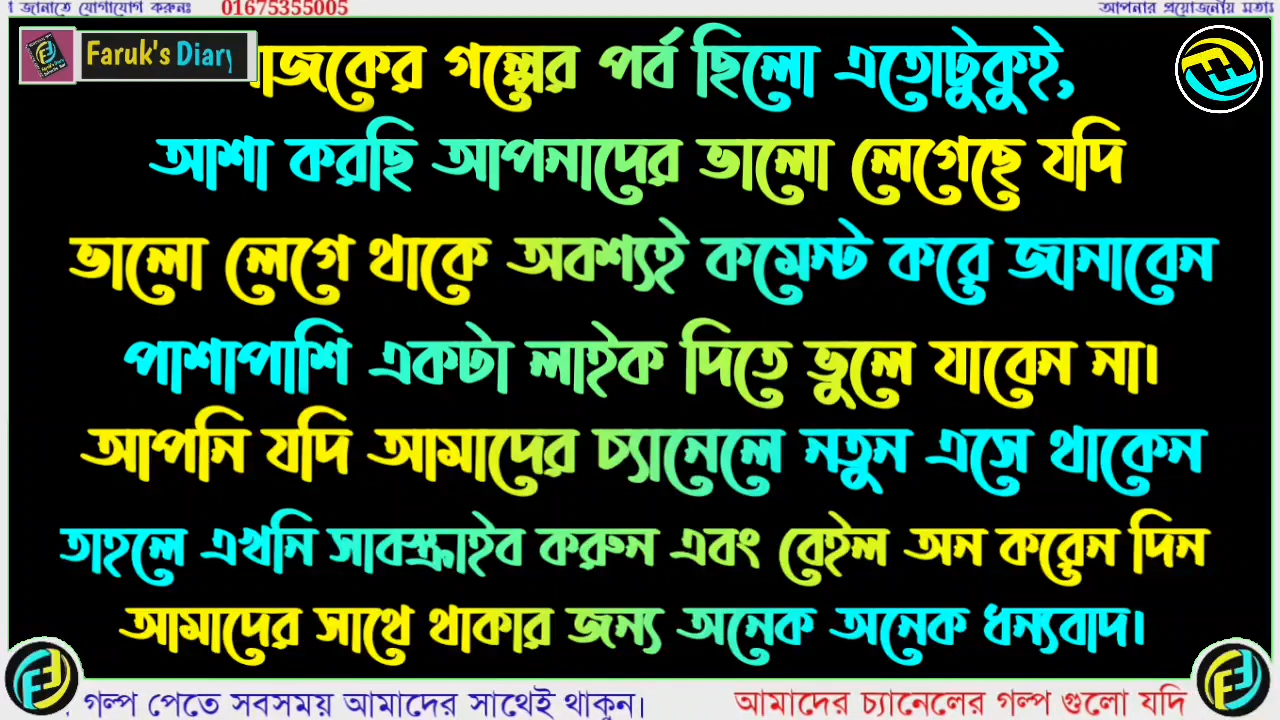 জানাতে যোগাযোগ করুনঃ 01675355005 আপনার প্রয়োজনীয়
Faruk's Diary
গল্পের পর্ব ছিলো এতোটুকুই,
আশা করছি আপনাদের ভালো লেগেছে যদি
ভালো লেগে থাকে অবশ্যই কমেন্ট করে জানাবেন
পাশাপাশি একটা লাইক দিতে ভুলে যাবেন না।
আপনি যদি আমাদের চ্যানেলে নতুন এসে থাকেন
তাহলে এখনি সাবস্ক্রাইব করুন এবং বেইল অন করেন দিন
আমাদের সাথে থাকার জন্য অনেক অনেক ধন্যবাদ।
গল্প পেতে সবসময় আমাদের সাথেই থাকুন। আমাদের চ্যানেলের গল্প গুলো যদি